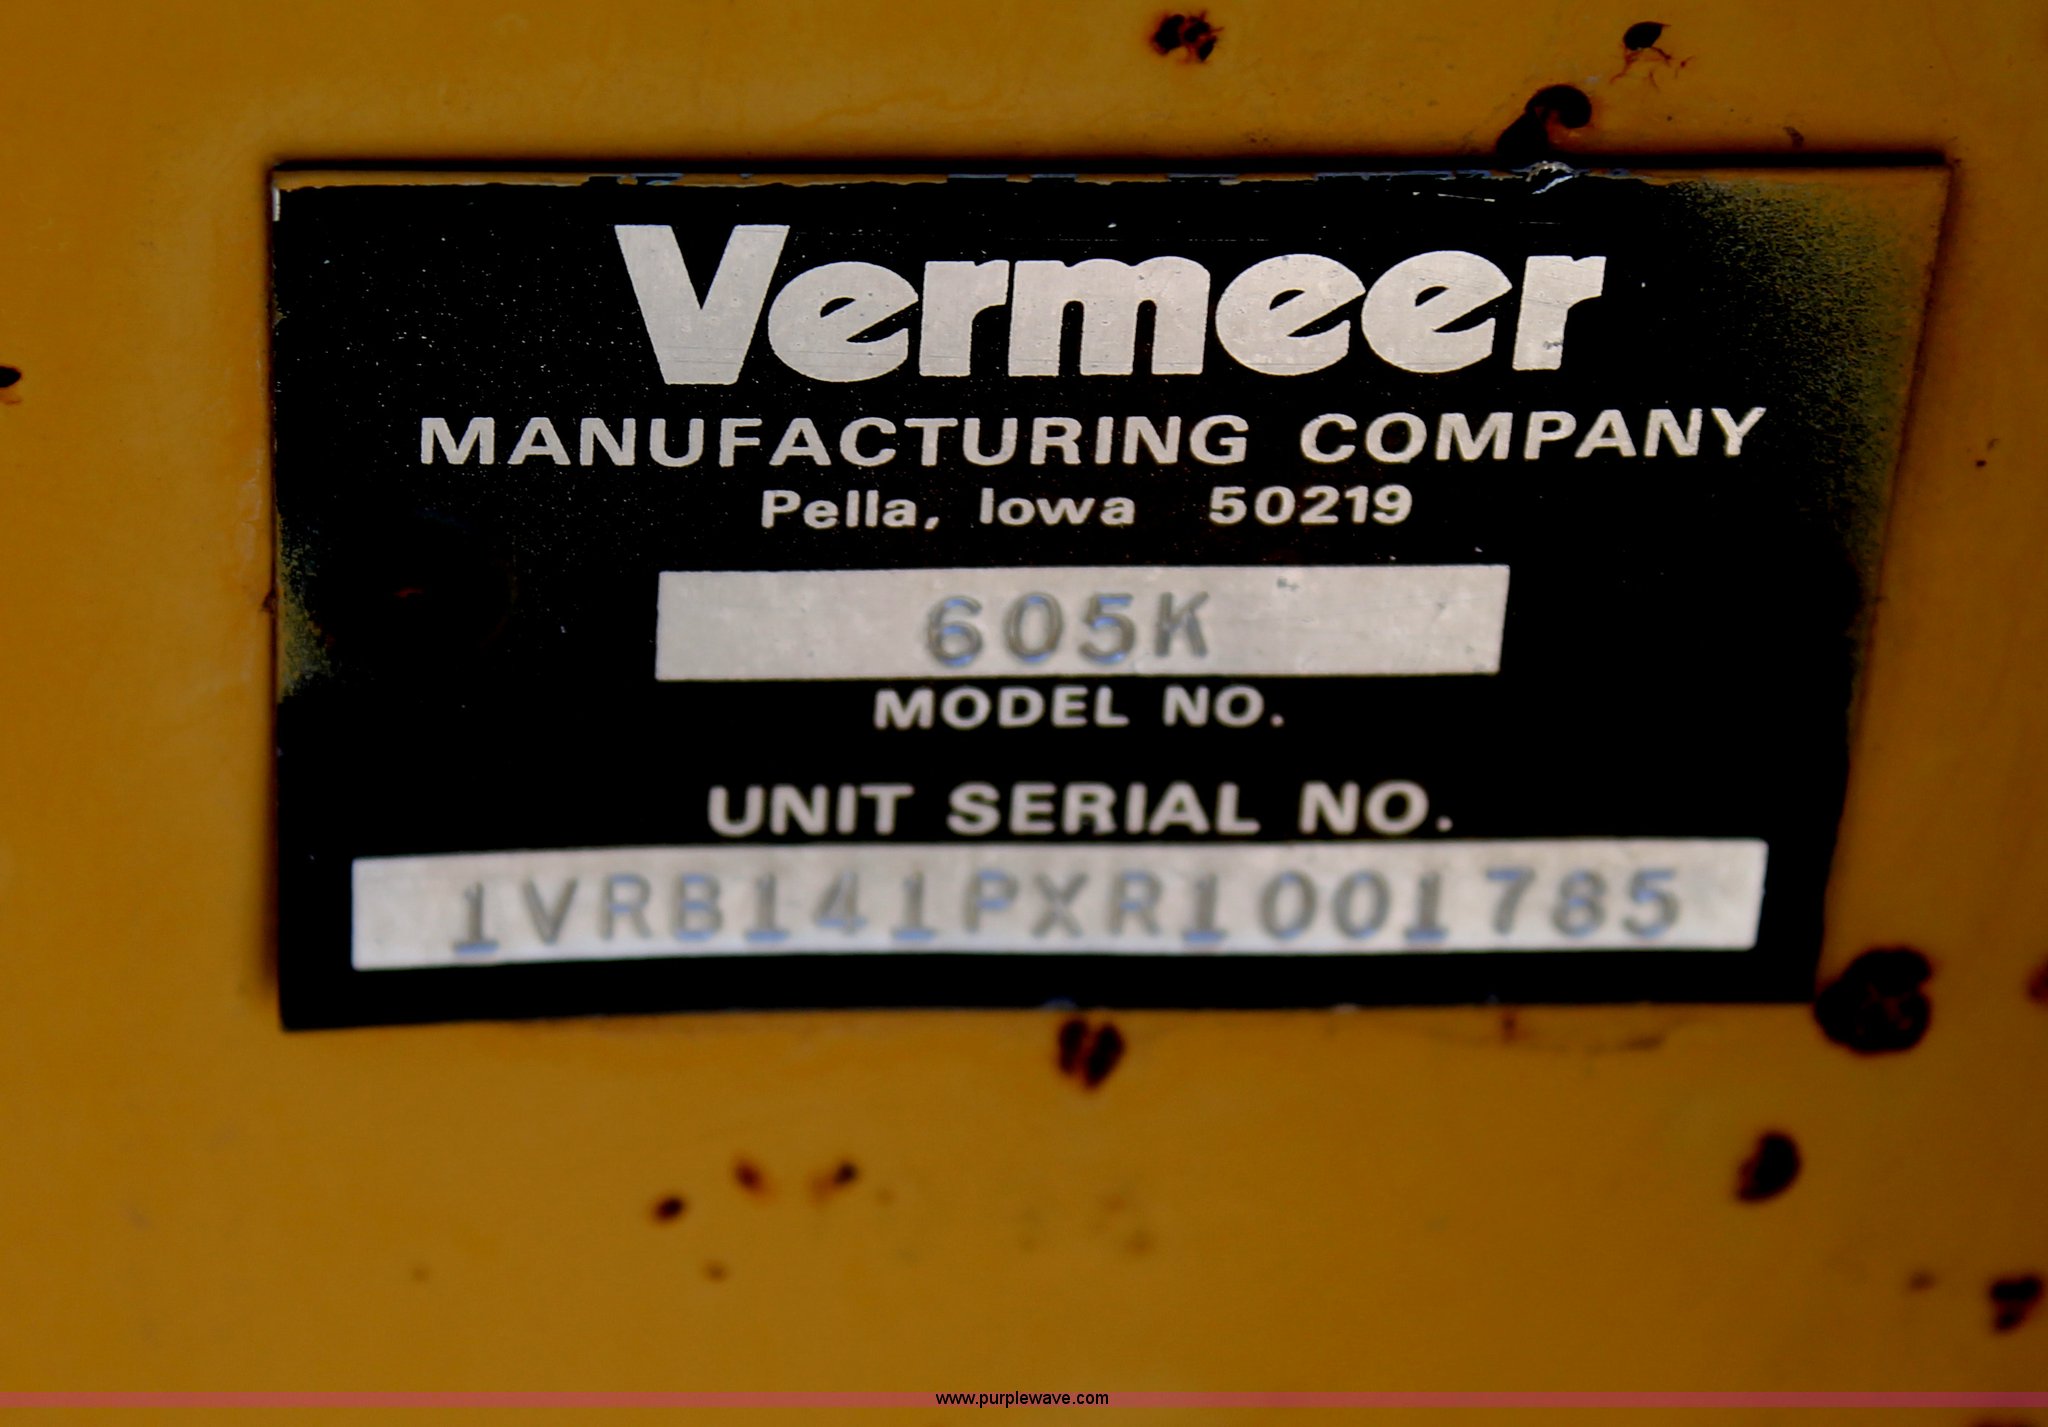 Vermeer
MANUFACTURING COMPANY
Pella, Iowa 50219
605K
MODEL NO.
UNIT SERIAL NO.
1VRB141PXR1001785
www.purplewave.com